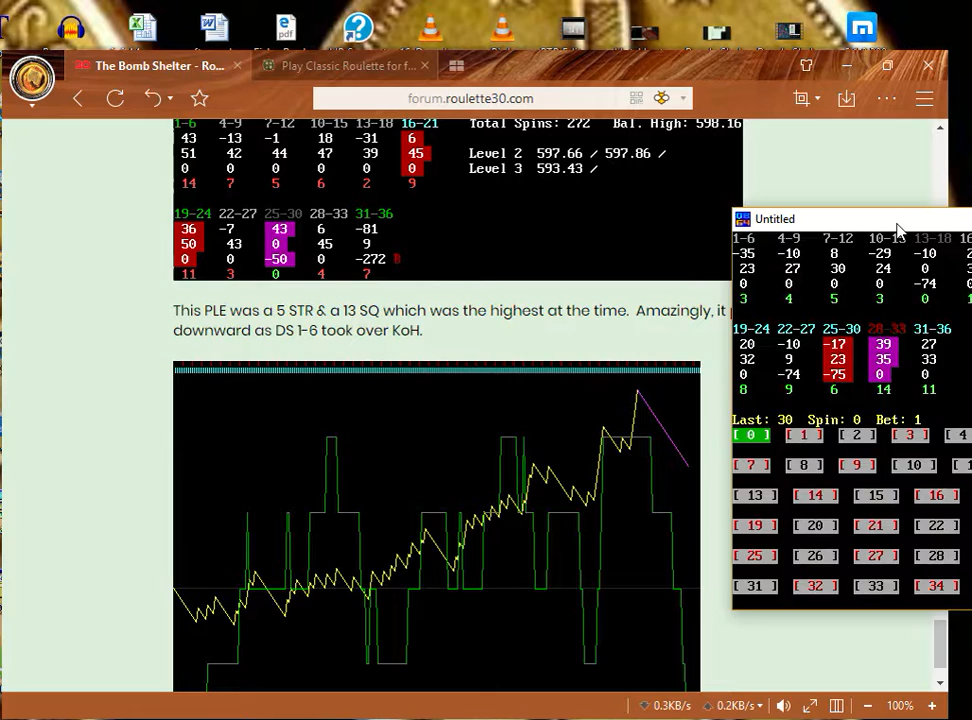 The Bomb Shelter - Ro...
Play Classic Roulette for f...
forum.roulette30.com
1-6 4-9 7-12 10-15 13-18 16-21 Total Spins: 272 Bal. High: 598.16
43 -13 -1 18 -31 6
51 42 44 47 39 45 Level 2 597.66 / 597.86 /
0 0 0 0 0 0 Level 3 593.43 /
14 7 5 6 2 9
19-24 22-27 25-30 28-33 31-36
36 -7 43 6 -81
50 43 0 45 9
0 0 -50 0 -272 B
11 3 0 4 7
This PLE was a 5 STR & a 13 SQ which was the highest at the time. Amazingly, it
downward as DS 1-6 took over KoH.
Untitled
1-6 4-9 7-12 10-15 13-18 16
-35 -10 8 -29 -10 2
23 27 30 24 0 3
0 0 0 0 -74
3 4 5 3 0 1
19-24 22-27 25-30 28-33 31-36
20 -10 -17 39 27
32 9 23 35 33
0 -74 -75 0 0
8 9 6 14 11
Last: 30 Spin: 0 Bet: 1
[ 0 ] [ 1 ] [ 2 ] [ 3 ] [ 4
[ 7 ] [ 8 ] [ 9 ] [ 10 ] [ 1
[ 13 ] [ 14 ] [ 15 ] [ 16 ]
[ 19 ] [ 20 ] [ 21 ] [ 22 ]
[ 25 ] [ 26 ] [ 27 ] [ 28 ]
[ 31 ] [ 32 ] [ 33 ] [ 34 ]
0.3KB/s 0.2KB/s 100%